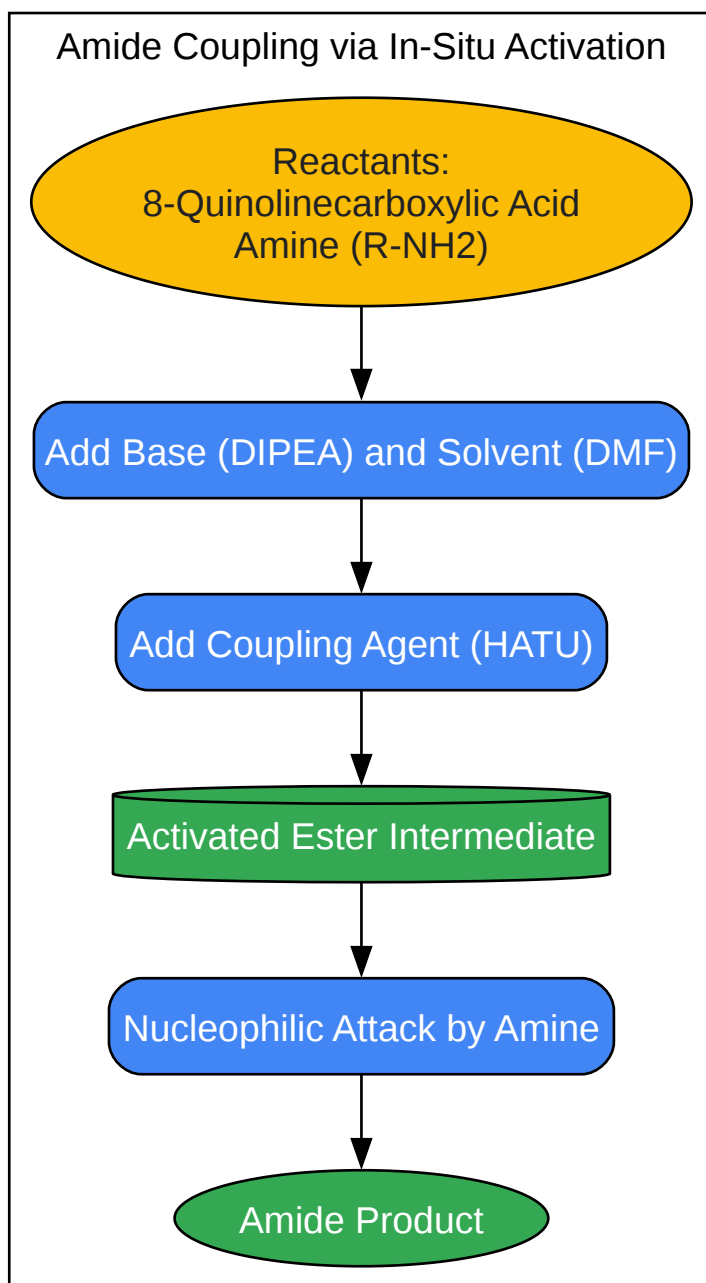 Amide Coupling via In-Situ Activation
Reactants:
8-Quinolinecarboxylic Acid
Amine (R-NH2)
Add Base (DIPEA) and Solvent (DMF)
Add Coupling Agent (HATU)
Activated Ester Intermediate
Nucleophilic Attack by Amine
Amide Product